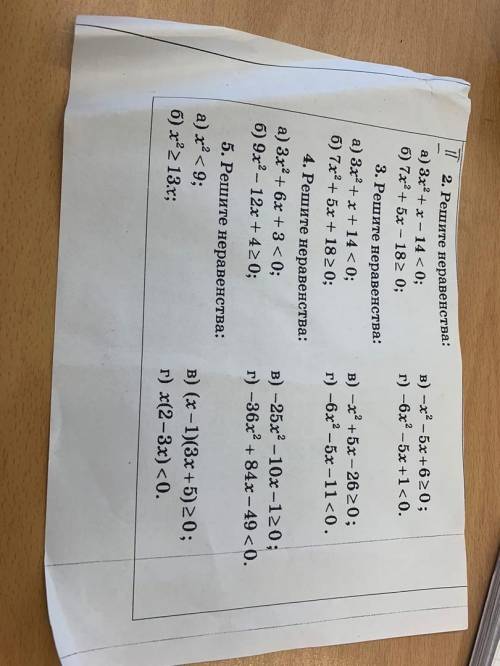 II
2. Решите неравенства:
а) 3x² + x − 14 < 0; в) −x² − 5x + 6 ≥ 0;
б) 7x² + 5x − 18 ≥ 0; г) −6x² − 5x + 1 < 0.
3. Решите неравенства:
а) 3x² + x + 14 < 0; в) −x² + 5x − 26 ≥ 0;
б) 7x² + 5x + 18 ≥ 0; г) −6x² − 5x − 11 < 0.
4. Решите неравенства:
а) 3x² + 6x + 3 < 0; в) −25x² − 10x − 1 ≥ 0;
б) 9x² − 12x + 4 ≥ 0; г) −36x² + 84x − 49 < 0.
5. Решите неравенства:
а) x² < 9; в) (x − 1)(3x + 5) ≥ 0;
б) x² ≥ 13x; г) x(2 − 3x) < 0.